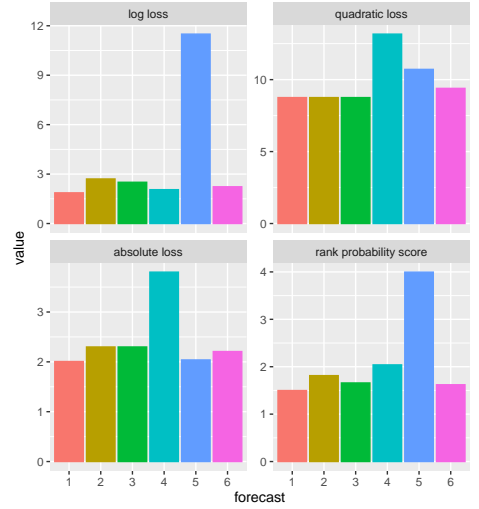 log loss
quadratic loss
12
9
6
3
0
10
5
0
absolute loss
rank probability score
3
2
1
0
4
3
2
1
0
1 2 3 4 5 6
1 2 3 4 5 6
value
forecast